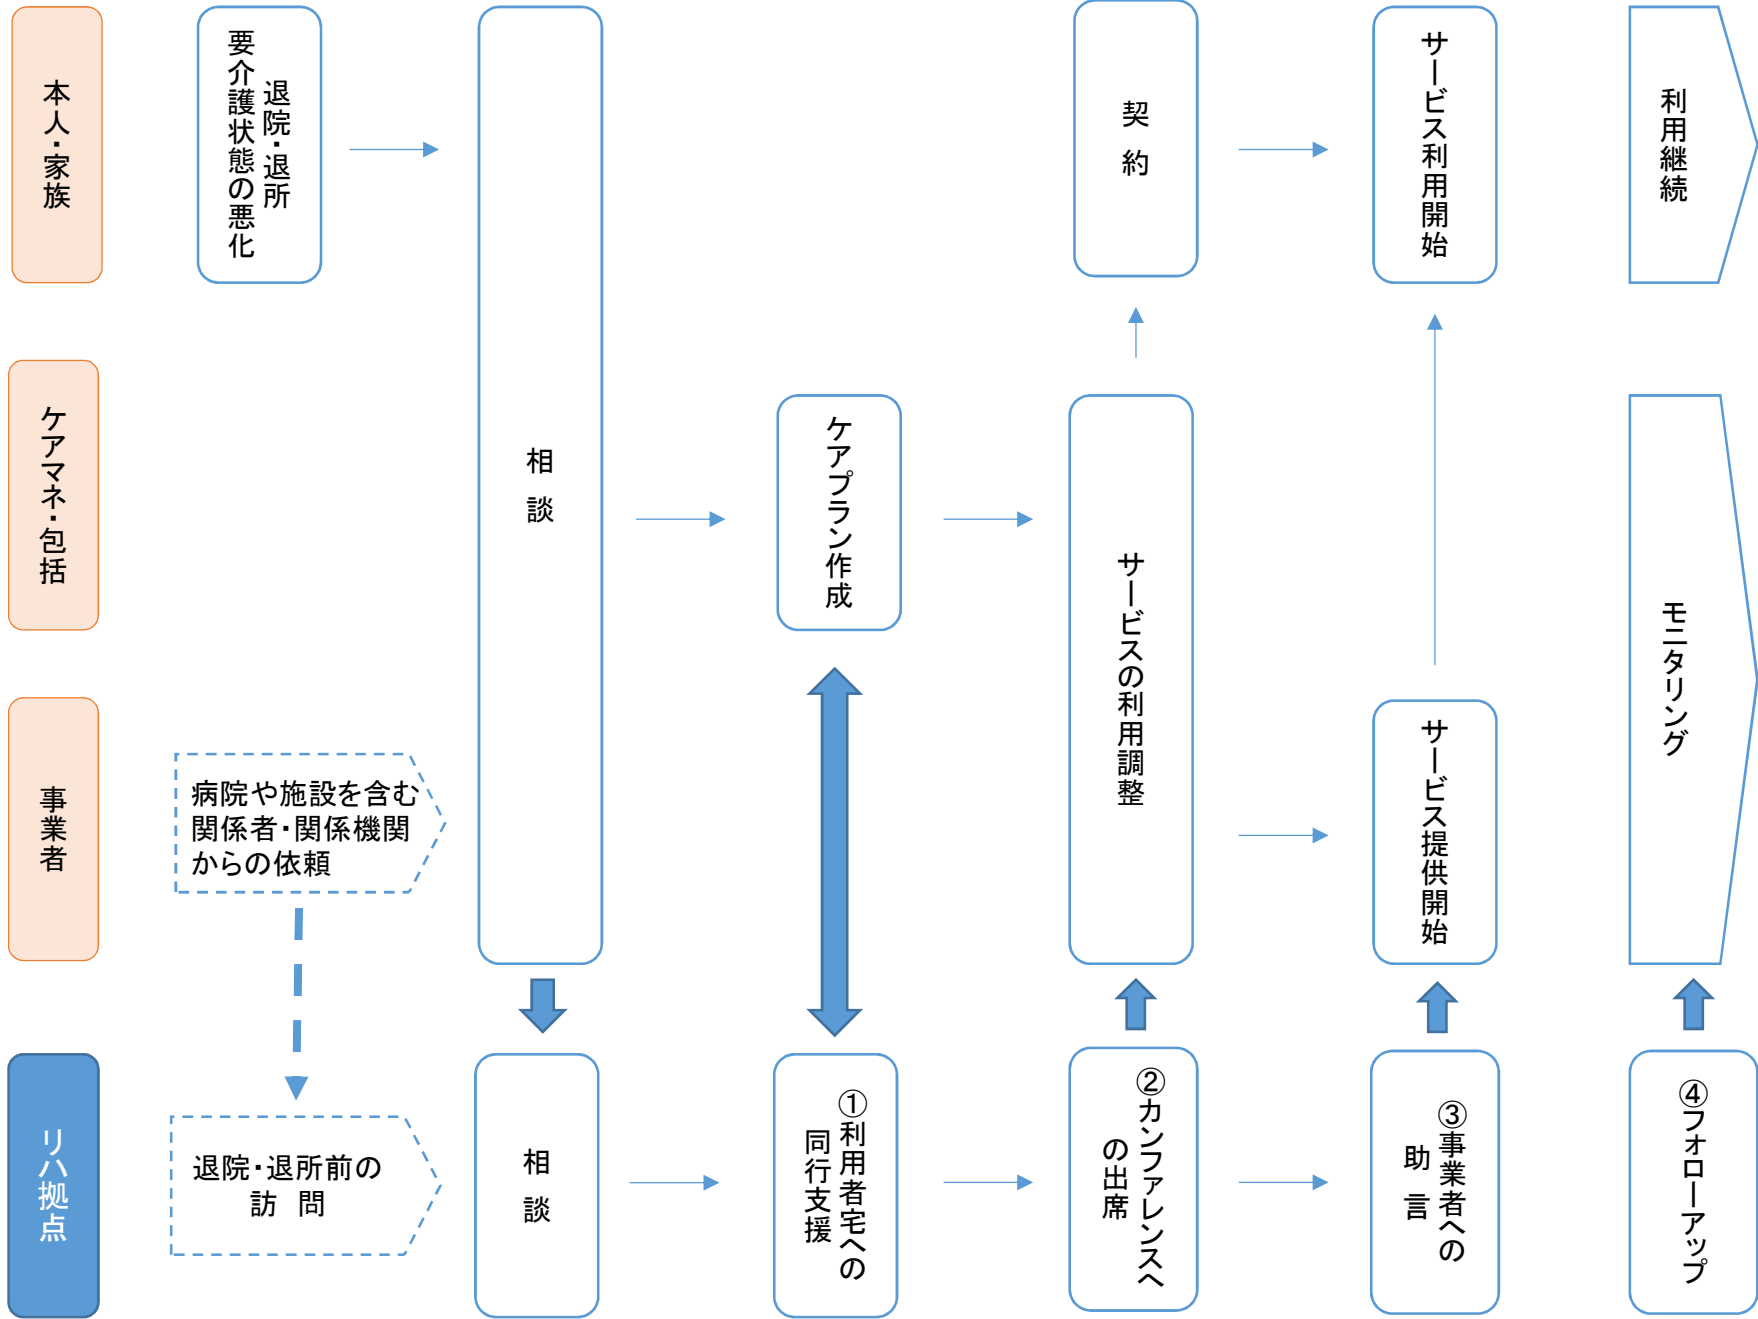 本人・家族
退院・退所
要介護状態の悪化
相談
契約
サービス利用開始
利用継続
ケアマネ・包括
ケアプラン作成
サービスの利用調整
モニタリング
事業者
病院や施設を含む
関係者・関係機関
からの依頼
サービス提供開始
リハ拠点
退院・退所前の
訪 問
相談
①利用者宅への
同行支援
②カンファレンスへ
の出席
③事業者への
助言
④フォローアップ